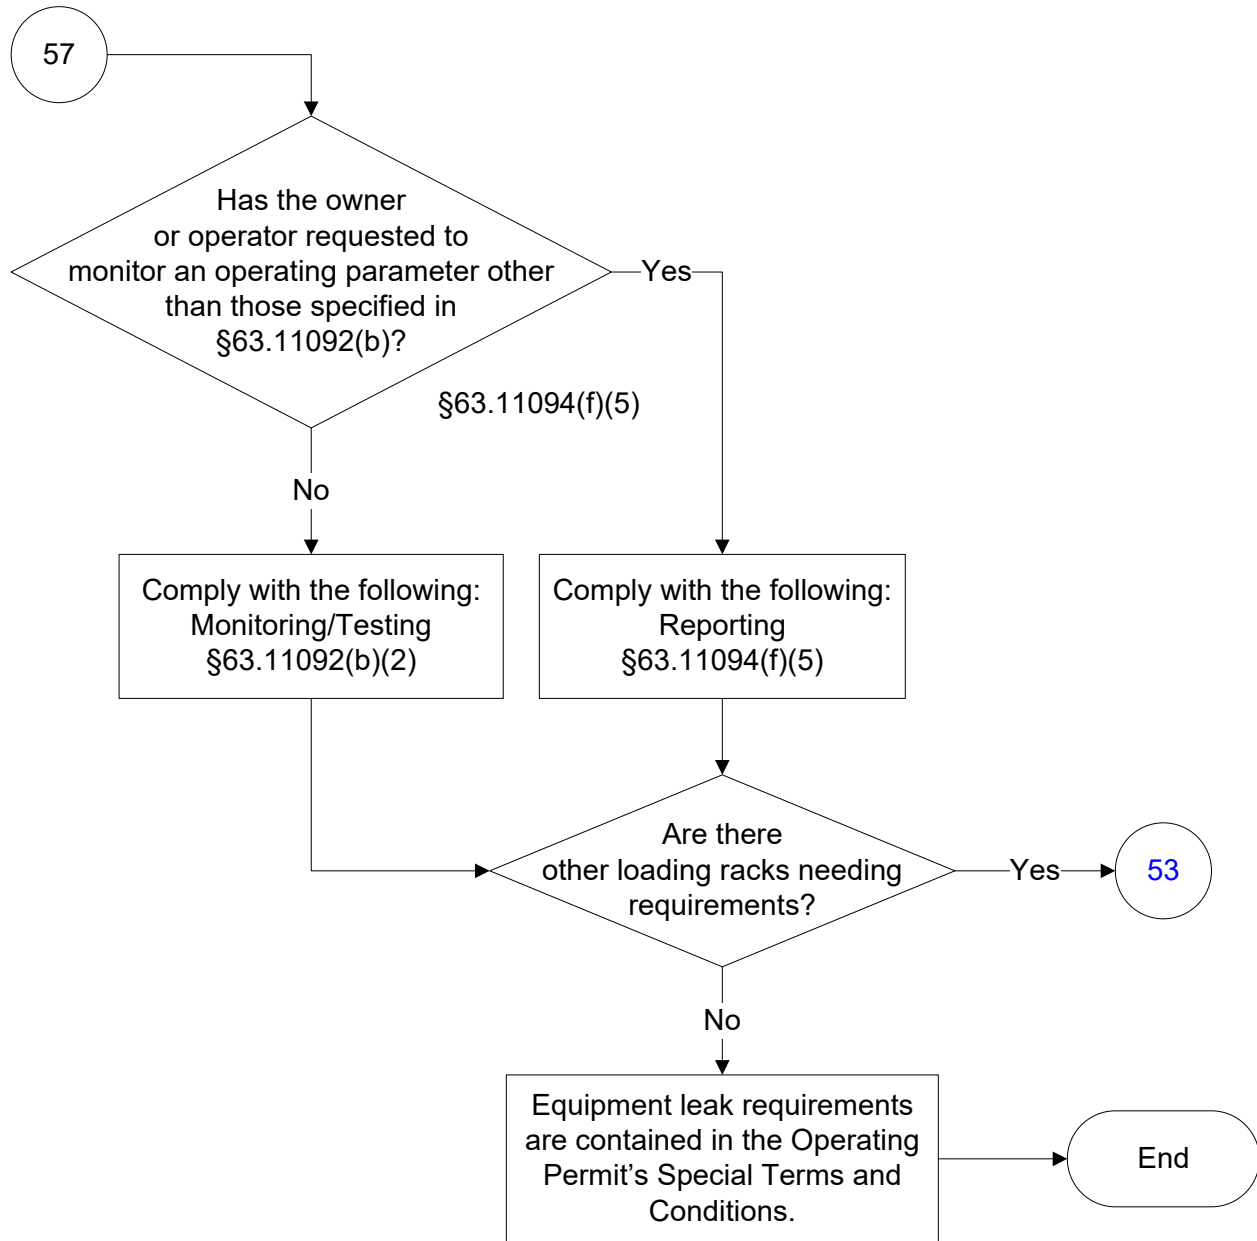 57
Has the owner
or operator requested to
monitor an operating parameter other
than those specified in
§63.11092(b)?
Yes
§63.11094(f)(5)
No
Comply with the following:
Monitoring/Testing
§63.11092(b)(2)
Comply with the following:
Reporting
§63.11094(f)(5)
Are there
other loading racks needing
requirements?
Yes
53
No
Equipment leak requirements
are contained in the Operating
Permit's Special Terms and
Conditions.
End